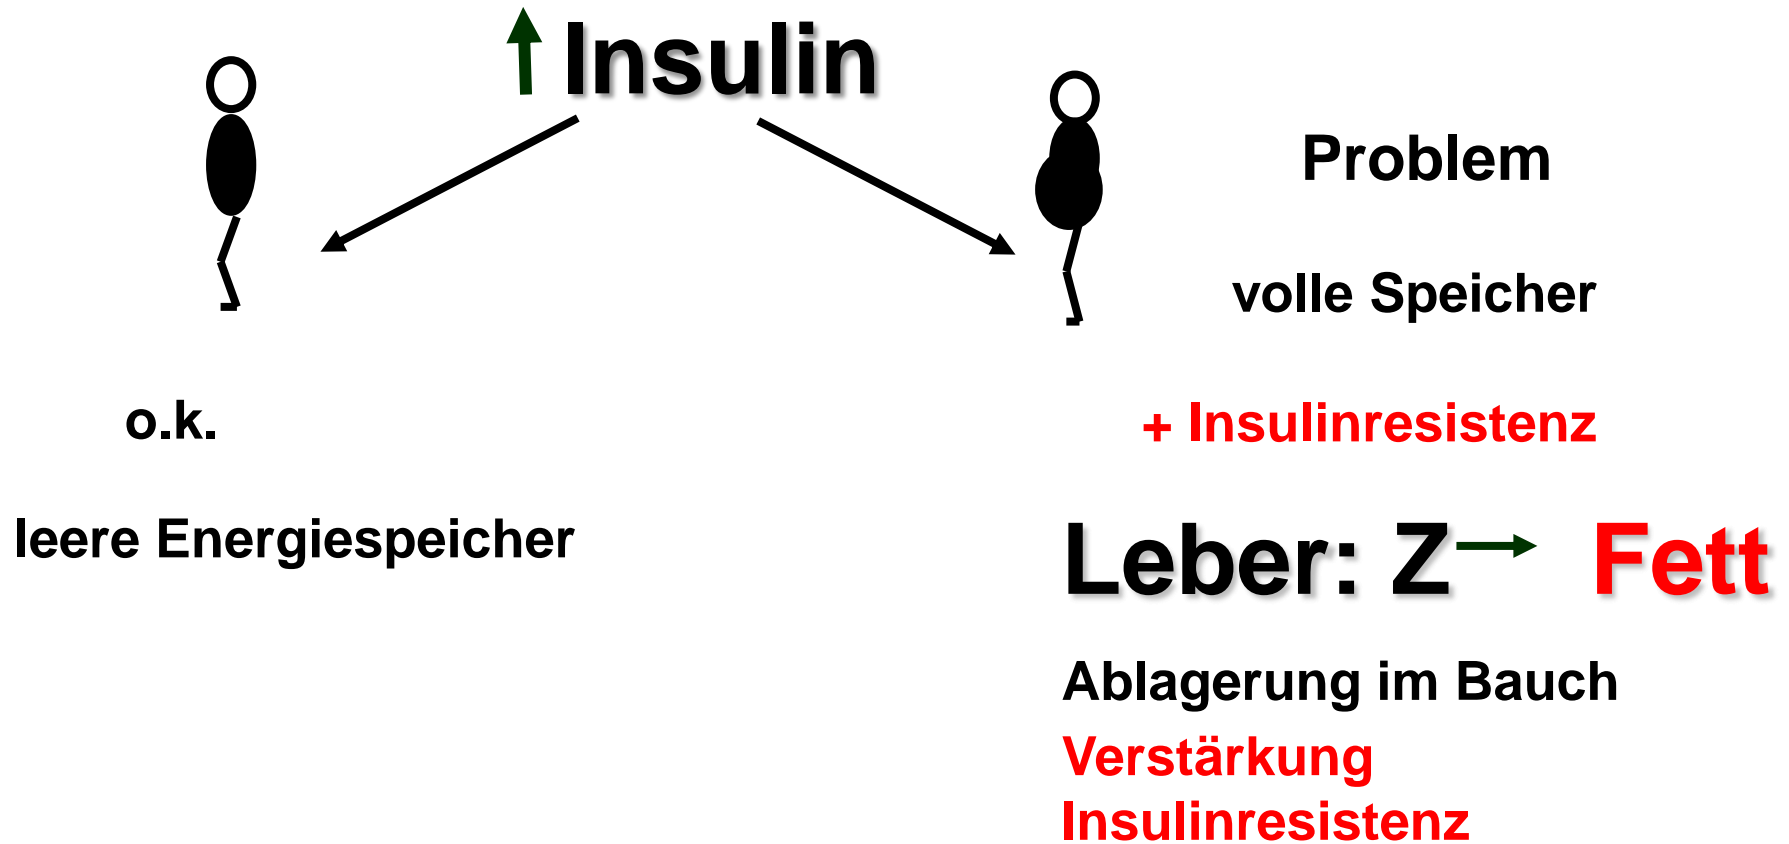 Insulin
Problem
volle Speicher
o.k.
+ Insulinresistenz
leere Energiespeicher
Leber: Z → Fett
Ablagerung im Bauch
Verstärkung
Insulinresistenz